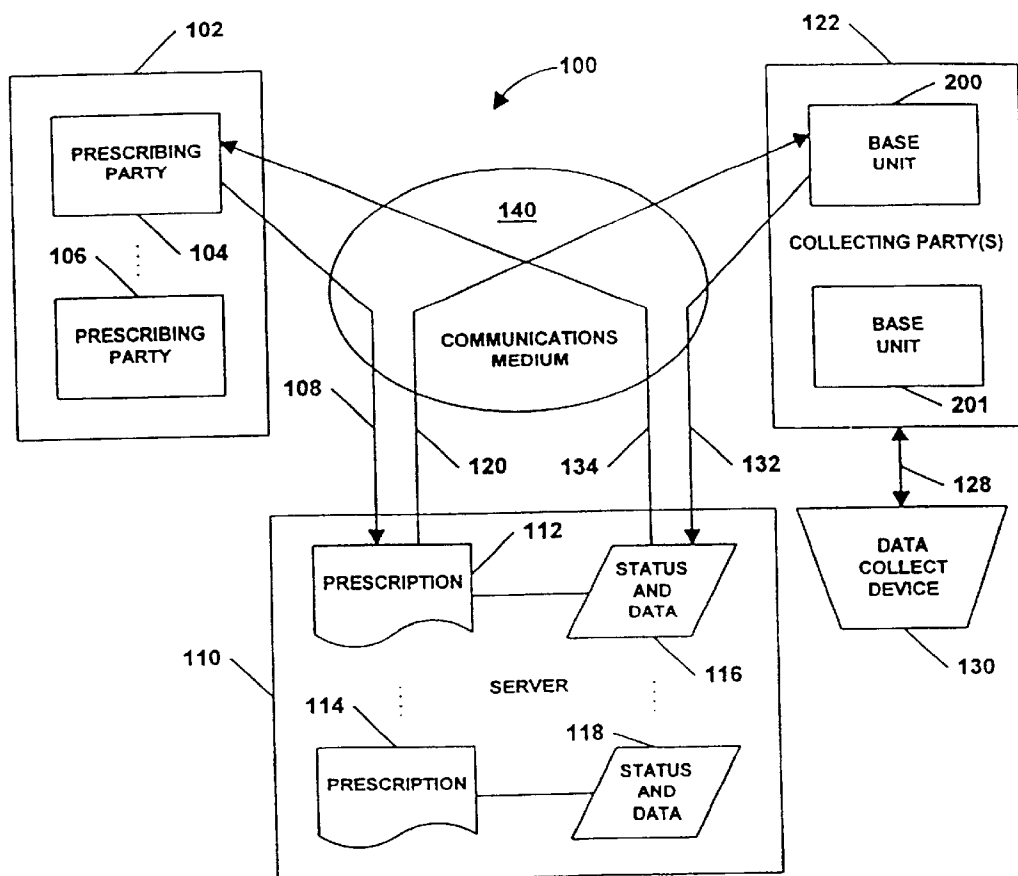 102
100
122
200
PRESCRIBING
PARTY
BASE
UNIT
140
COLLECTING PARTY(S)
106
104
PRESCRIBING
PARTY
COMMUNICATIONS
MEDIUM
BASE
UNIT
201
108
120
134
132
128
112
PRESCRIPTION
STATUS
AND
DATA
DATA
COLLECT
DEVICE
110
116
130
SERVER
114
118
PRESCRIPTION
STATUS
AND
DATA